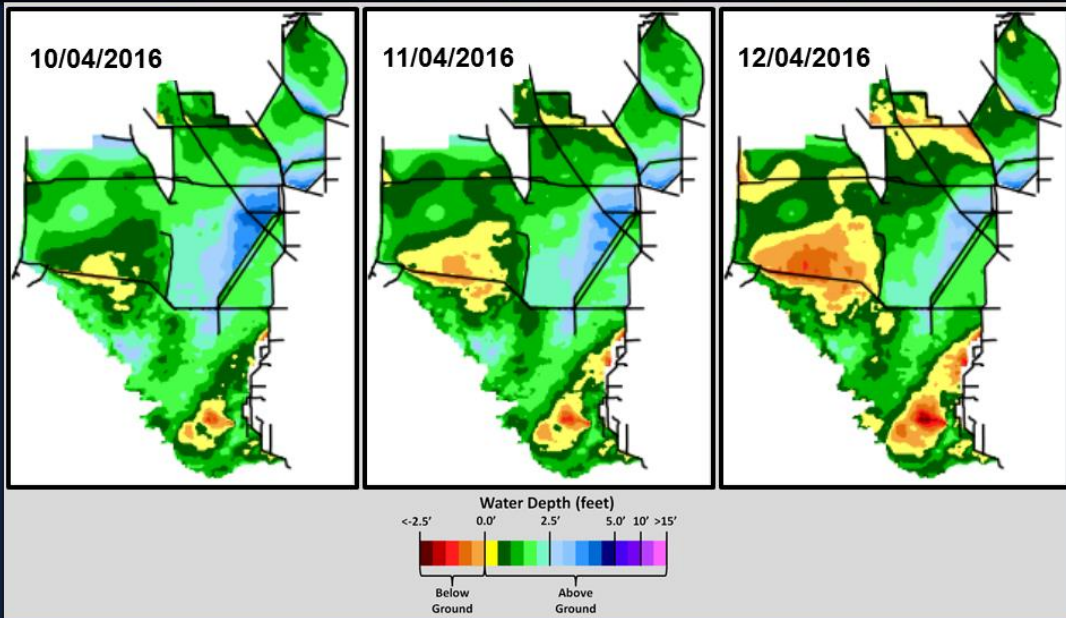 10/04/2016
11/04/2016
12/04/2016
Water Depth (feet)
<-2.5' 0.0' 2.5' 5.0' 10' >15'
Below Above
Ground Ground